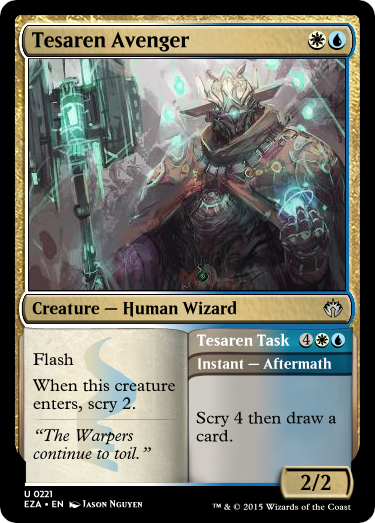 Tesaren Avenger
Creature — Human Wizard
Flash
When this creature
enters, scry 2.
“The Warpers
continue to toil.”
Tesaren Task 4
Instant — Aftermath
Scry 4 then draw a
card.
2/2
U 0221
EZA • EN Jason Nguyen
™ & © 2015 Wizards of the Coast